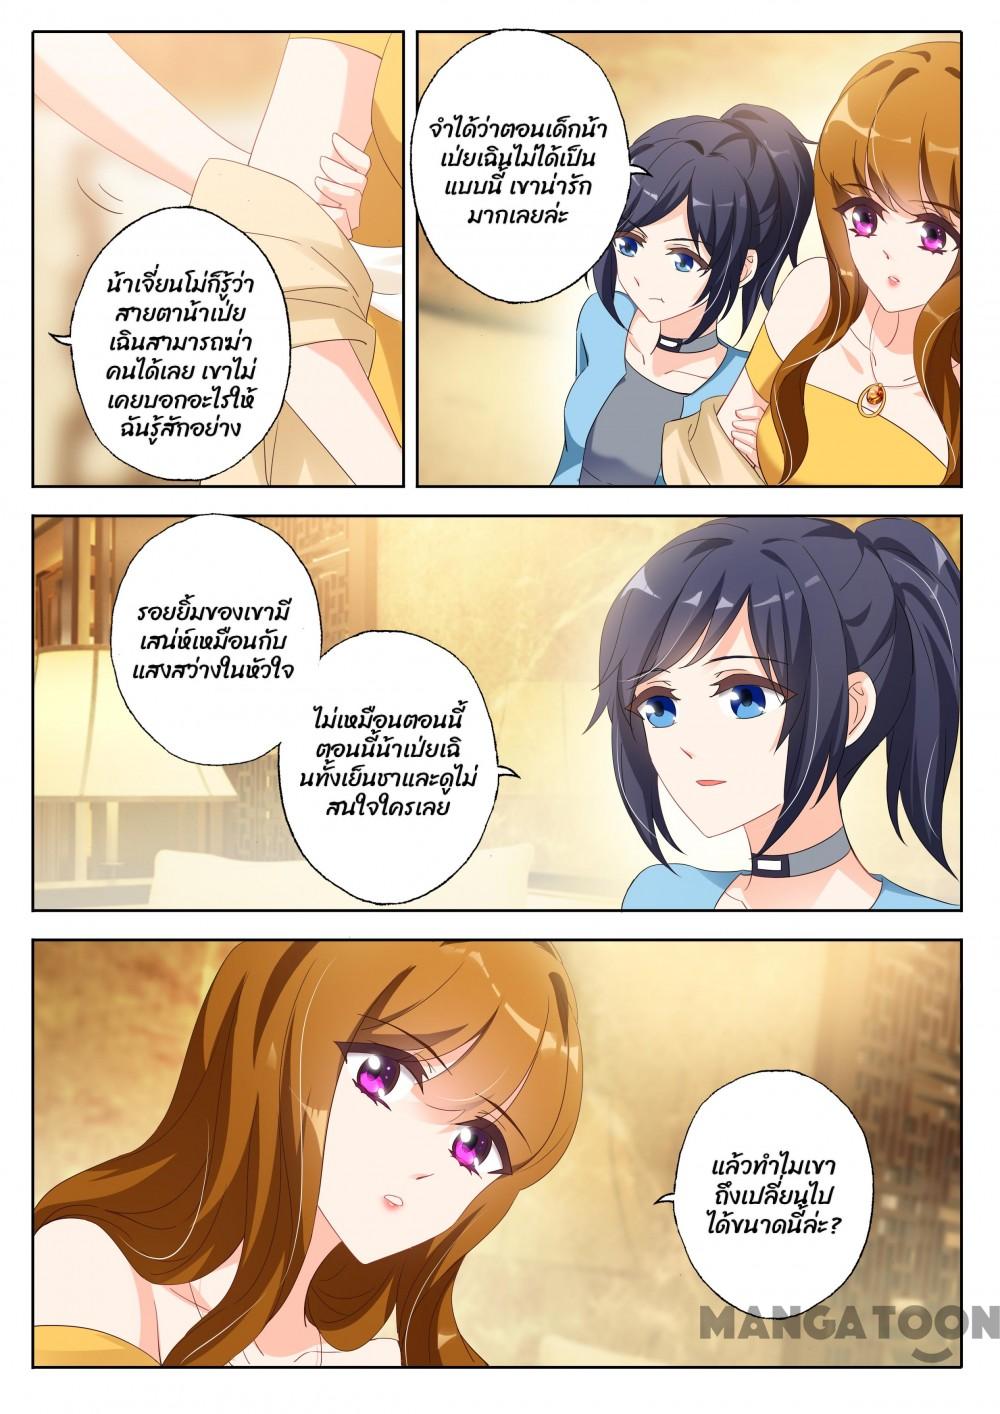 น้าเจี่ยนโม่ก็รู้ว่า
สายตาน้าเป่ย
เฉินสามารถฆ่า
คนได้เลย เขาไม่
เคยบอกอะไรให้
ฉันรู้สักอย่าง
จำได้ว่าตอนเด็กน้า
เป่ยเฉินไม่ได้เป็น
แบบนี้ เขาน่ารัก
มากเลยล่ะ
รอยยิ้มของเขามี
เสน่ห์เหมือนกับ
แสงสว่างในหัวใจ
ไม่เหมือนตอนนี้
ตอนนี้น้าเป่ยเฉิ
นทั้งเย็นชาและดูไม่
สนใจใครเลย
แล้วทำไมเขา
ถึงเปลี่ยนไป
ได้ขนาดนี้ล่ะ?
MANGATOON